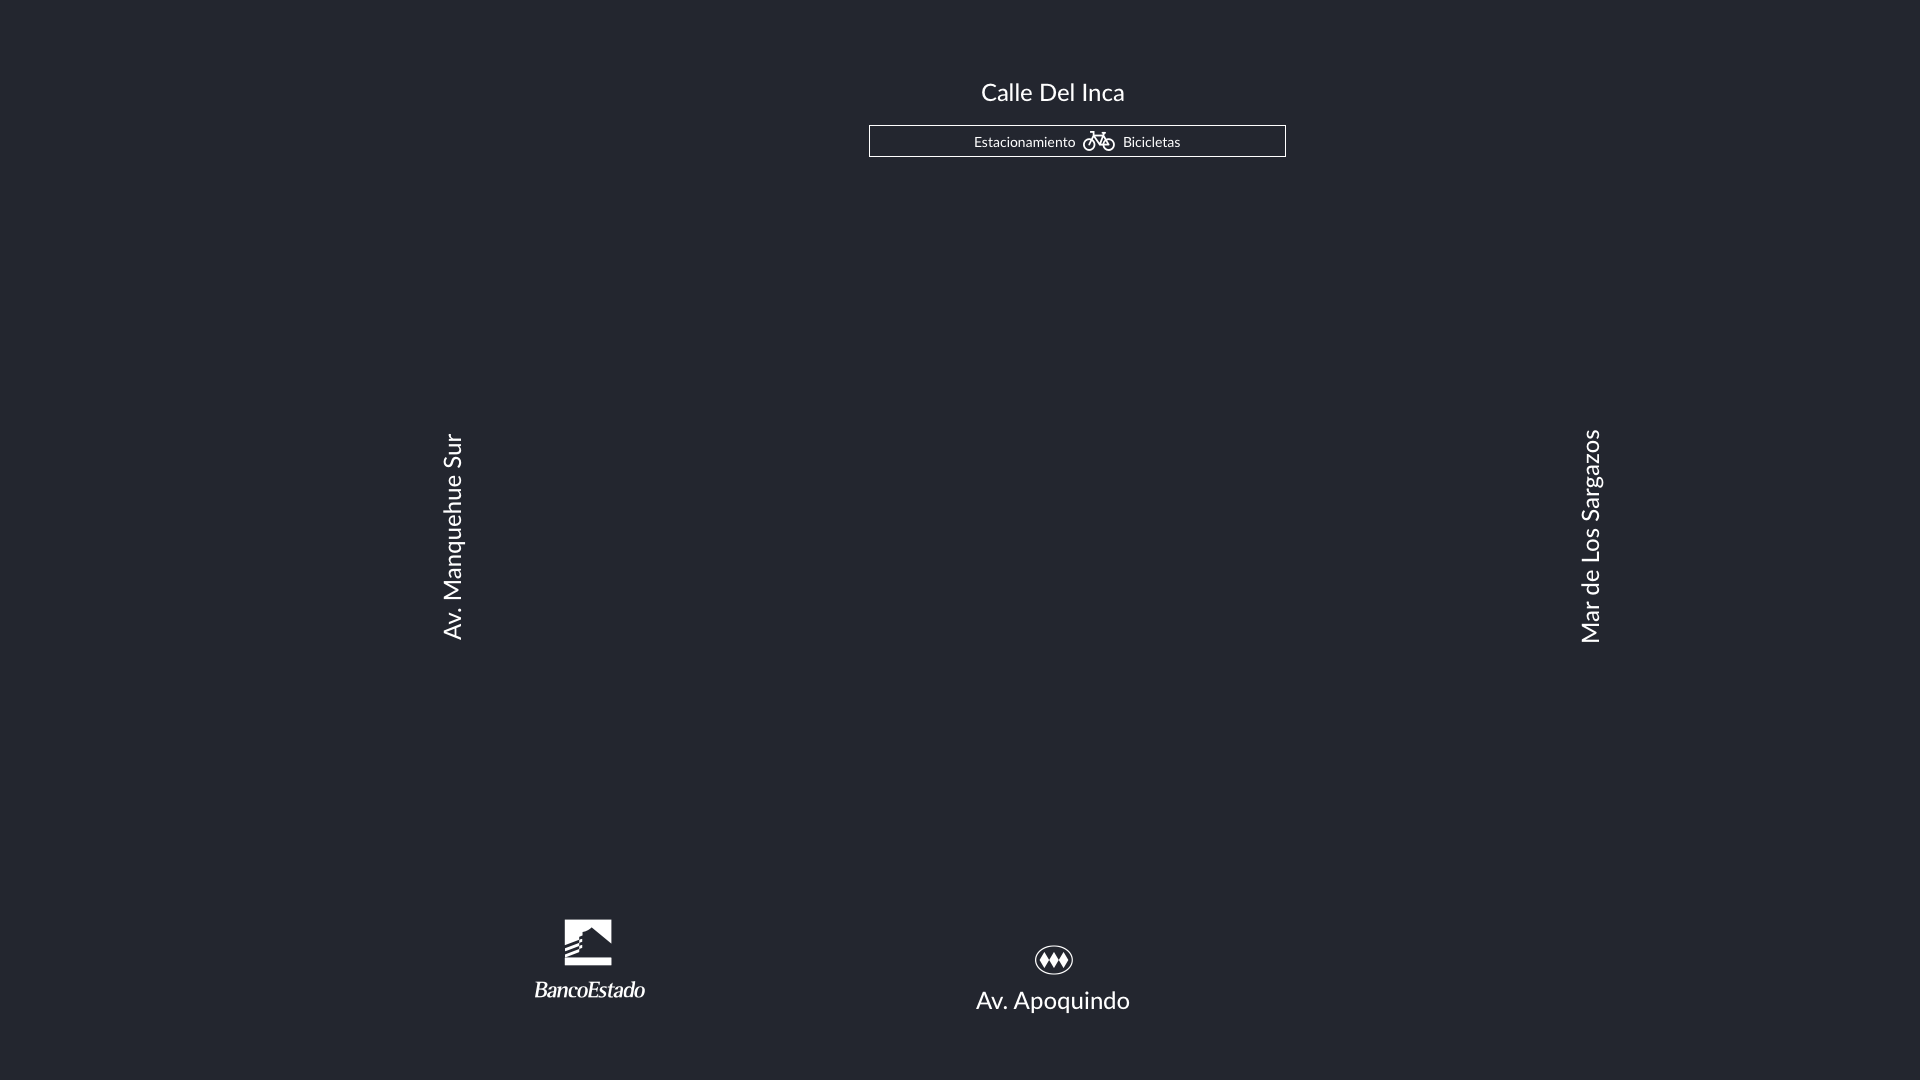 Calle Del Inca
Estacionamiento Bicicletas
Av. Manquehue Sur
Mar de Los Sargazos
BancoEstado
Av. Apoquindo